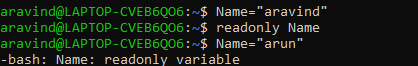 aravind@LAPTOP-CVEB6QO6:~$ Name="aravind"
aravind@LAPTOP-CVEB6QO6:~$ readonly Name
aravind@LAPTOP-CVEB6QO6:~$ Name="arun"
-bash: Name: readonly variable